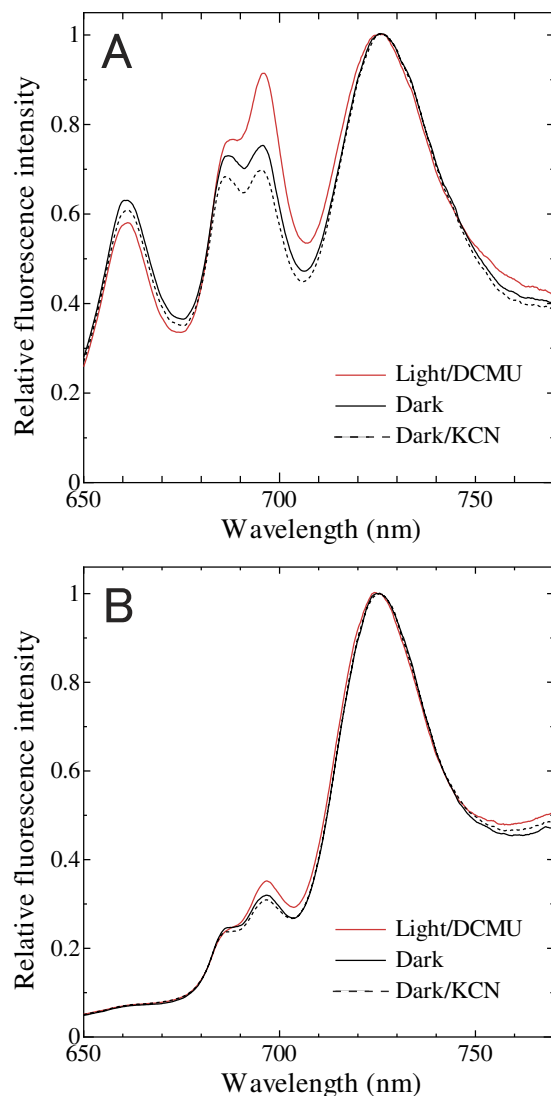 A
1
0.8
0.6
0.4
0.2
0
Relative fluorescence intensity
Light/DCMU
Dark
Dark/KCN
650
700
750
Wavelength (nm)
B
1
0.8
0.6
0.4
0.2
0
Relative fluorescence intensity
Light/DCMU
Dark
Dark/KCN
650
700
750
Wavelength (nm)